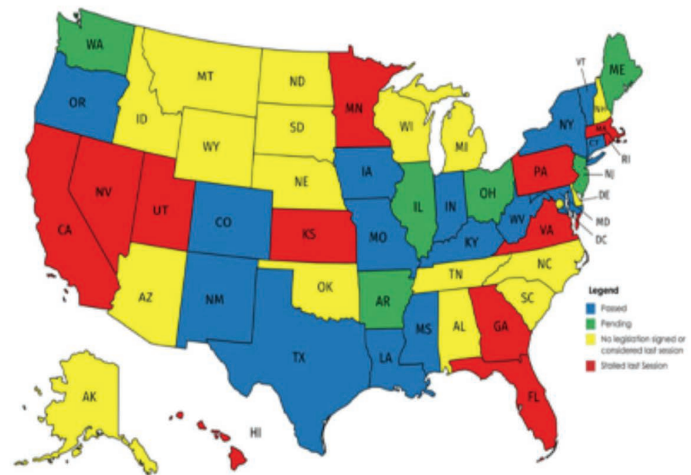 WA
MT
ND
MN
VT
ME
OR
ID
SD
WI
NY
NH
MA
WY
MI
CT
RI
IA
NE
PA
NJ
NV
UT
CO
IL
IN
OH
DE
CA
KS
MO
WV
VA
MD
KY
DC
AZ
NM
OK
AR
TN
NC
SC
MS
AL
GA
TX
LA
FL
AK
HI
Legend
Passed
Pending
No legislation signed or
considered last session
Stalled last Session